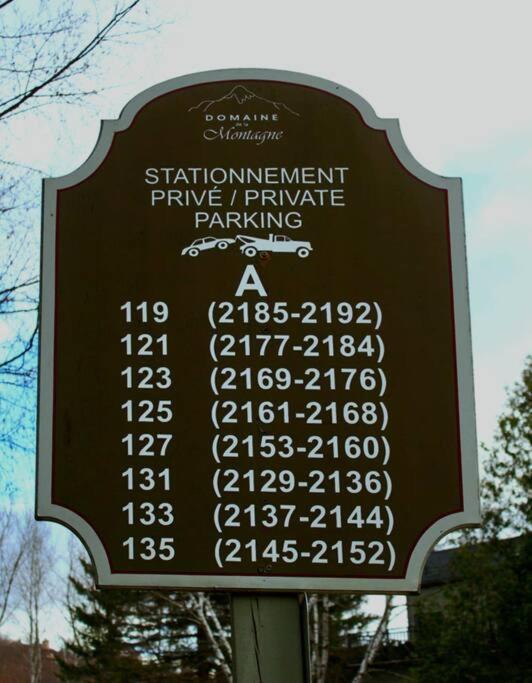 DOMAINE
de la
Montagne
STATIONNEMENT
PRIVÉ / PRIVATE
PARKING
A
119 (2185-2192)
121 (2177-2184)
123 (2169-2176)
125 (2161-2168)
127 (2153-2160)
131 (2129-2136)
133 (2137-2144)
135 (2145-2152)